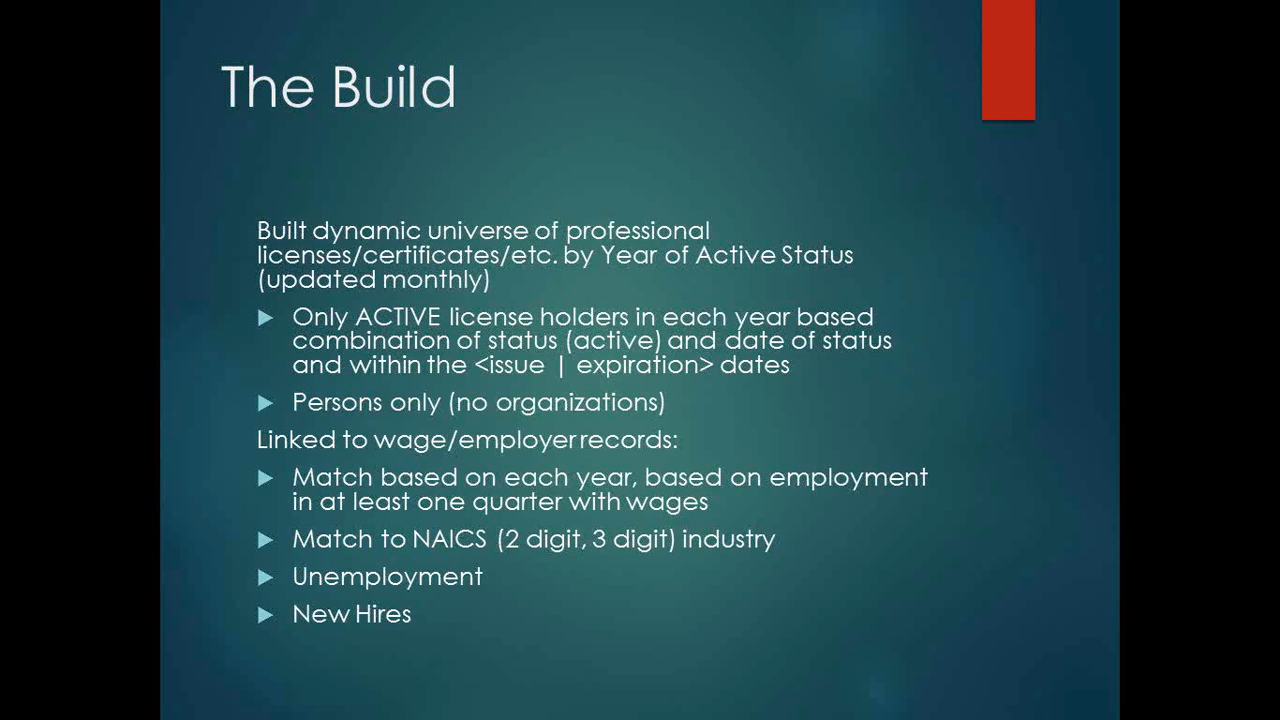 The Build
Built dynamic universe of professional
licenses/certificates/etc. by Year of Active Status
(updated monthly)
Only ACTIVE license holders in each year based
combination of status (active) and date of status
and within the <issue | expiration> dates
Persons only (no organizations)
Linked to wage/employer records:
Match based on each year, based on employment
in at least one quarter with wages
Match to NAICS (2 digit, 3 digit) industry
Unemployment
New Hires